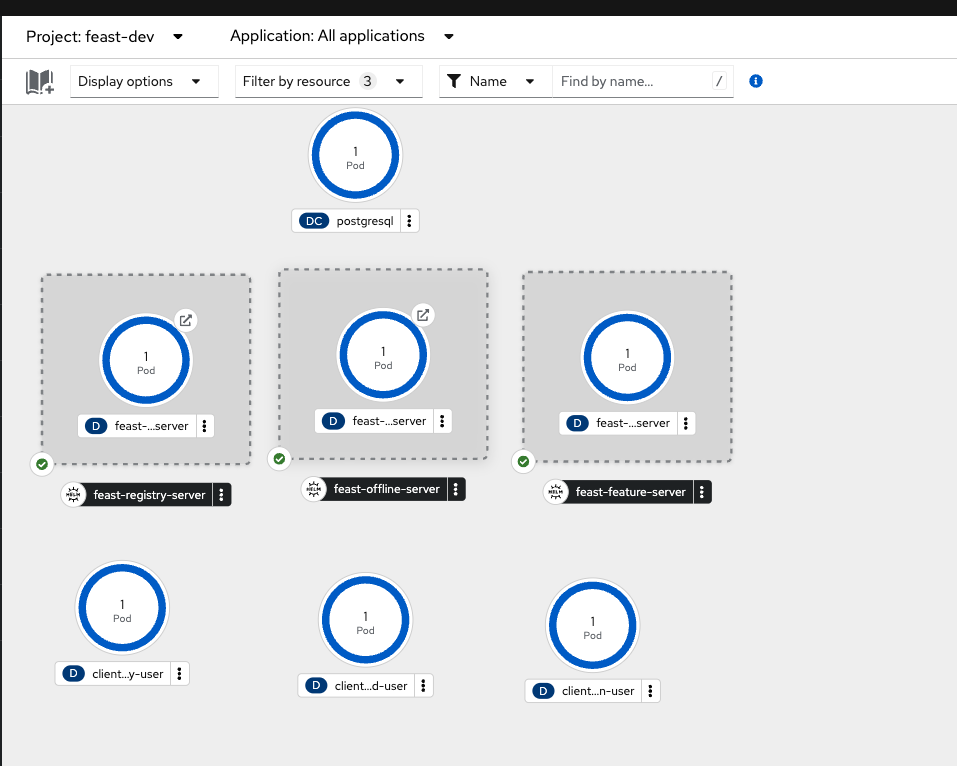 Project: feast-dev
Application: All applications
Display options
Filter by resource 3
Name
Find by name...
/
1
Pod
DC postgresql
1
Pod
D feast-...server
feast-registry-server
1
Pod
D feast-...server
feast-offline-server
1
Pod
D feast-...server
feast-feature-server
HELM
HELM
HELM
1
Pod
D client...y-user
1
Pod
D client...d-user
1
Pod
D client...n-user